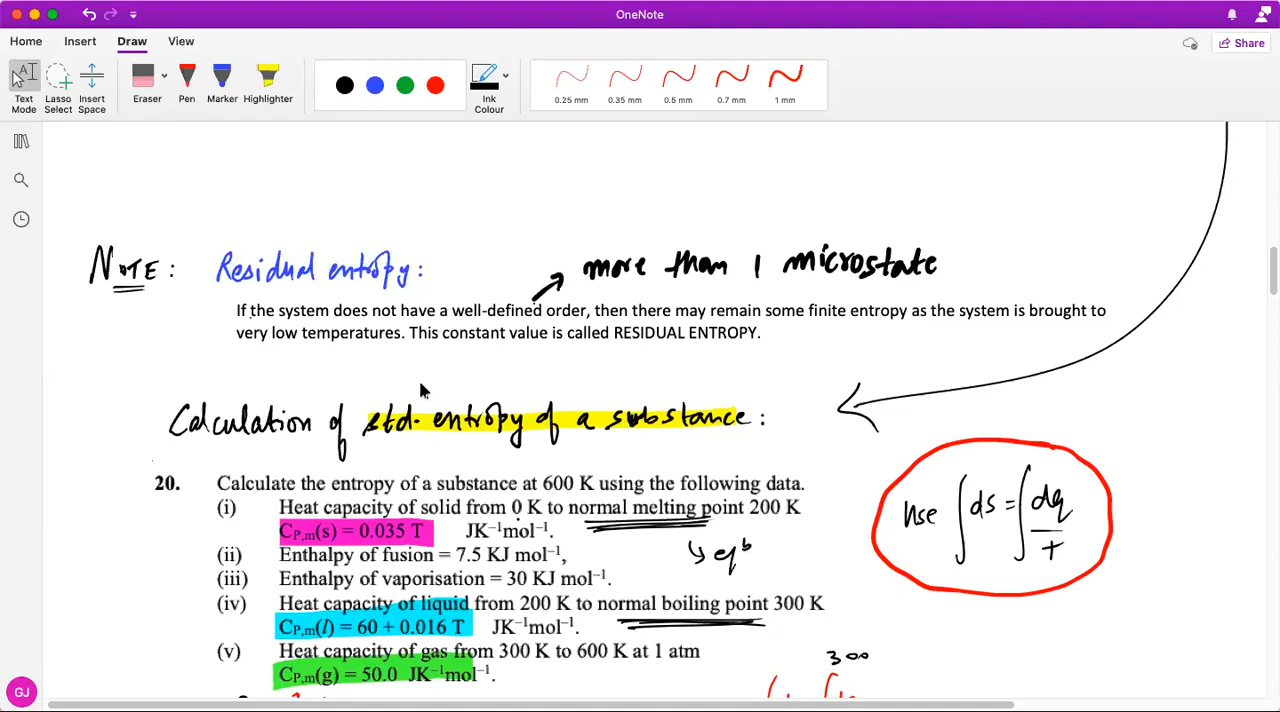 OneNote
Home Insert Draw View
Share
Text Mode
Lasso Select
Insert Space
Eraser
Pen
Marker
Highlighter
Ink Colour
0.25 mm 0.35 mm 0.5 mm 0.7 mm 1 mm
NOTE: Residual entropy: more than 1 microstate
If the system does not have a well-defined order, then there may remain some finite entropy as the system is brought to
very low temperatures. This constant value is called RESIDUAL ENTROPY.
Calculation of std. entropy of a substance:
20. Calculate the entropy of a substance at 600 K using the following data.
(i) Heat capacity of solid from 0 K to normal melting point 200 K
C_P,m(s) = 0.035 T JK⁻¹mol⁻¹.
↳ eqᵇ
use ∫ds = ∫dq/T
(ii) Enthalpy of fusion = 7.5 KJ mol⁻¹,
(iii) Enthalpy of vaporisation = 30 KJ mol⁻¹.
(iv) Heat capacity of liquid from 200 K to normal boiling point 300 K
C_P,m(l) = 60 + 0.016 T JK⁻¹mol⁻¹.
(v) Heat capacity of gas from 300 K to 600 K at 1 atm
C_P,m(g) = 50.0 JK⁻¹mol⁻¹.
300
GJ